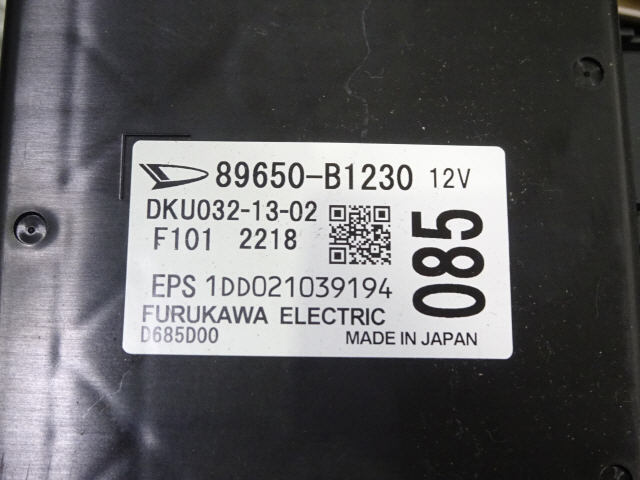 89650-B1230 12V
DKU032-13-02
F101 2218
085
EPS 1DD021039194
FURUKAWA ELECTRIC
D685D00 MADE IN JAPAN